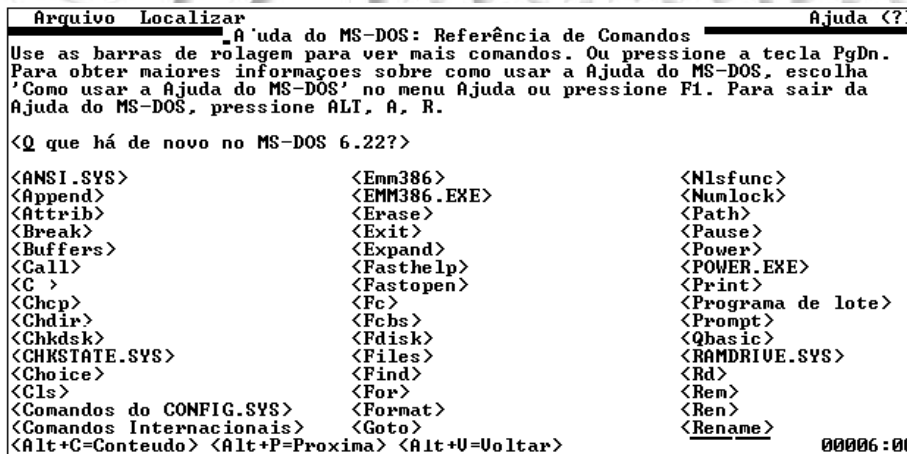 Arquivo Localizar Ajuda (?
A uda do MS-DOS: Referência de Comandos
Use as barras de rolagem para ver mais comandos. Ou pressione a tecla PgDn.
Para obter maiores informaçoes sobre como usar a Ajuda do MS-DOS, escolha
'Como usar a Ajuda do MS-DOS' no menu Ajuda ou pressione F1. Para sair da
Ajuda do MS-DOS, pressione ALT, A, R.
<O que há de novo no MS-DOS 6.22?>
<ANSI.SYS> <Emm386> <Nlsfunc>
<Append> <EMM386.EXE> <Numlock>
<Attrib> <Erase> <Path>
<Break> <Exit> <Pause>
<Buffers> <Expand> <Power>
<Call> <Fasthelp> <POWER.EXE>
<C > <Fastopen> <Print>
<Chcp> <Fc> <Programa de lote>
<Chdir> <Fcbs> <Prompt>
<Chkdsk> <Fdisk> <Qbasic>
<CHKSTATE.SYS> <Files> <RAMDRIVE.SYS>
<Choice> <Find> <Rd>
<Cls> <For> <Rem>
<Comandos do CONFIG.SYS> <Format> <Ren>
<Comandos Internacionais> <Goto> <Rename>
<Alt+C=Conteudo> <Alt+P=Proxima> <Alt+V=Voltar> 00006:00